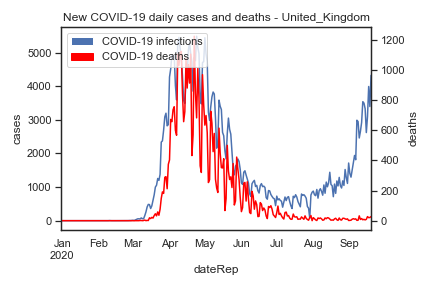 New COVID-19 daily cases and deaths - United_Kingdom
COVID-19 infections
COVID-19 deaths
5000
4000
3000
2000
1000
0
cases
1200
1000
800
600
400
200
0
deaths
Jan Feb Mar Apr May Jun Jul Aug Sep
2020
dateRep